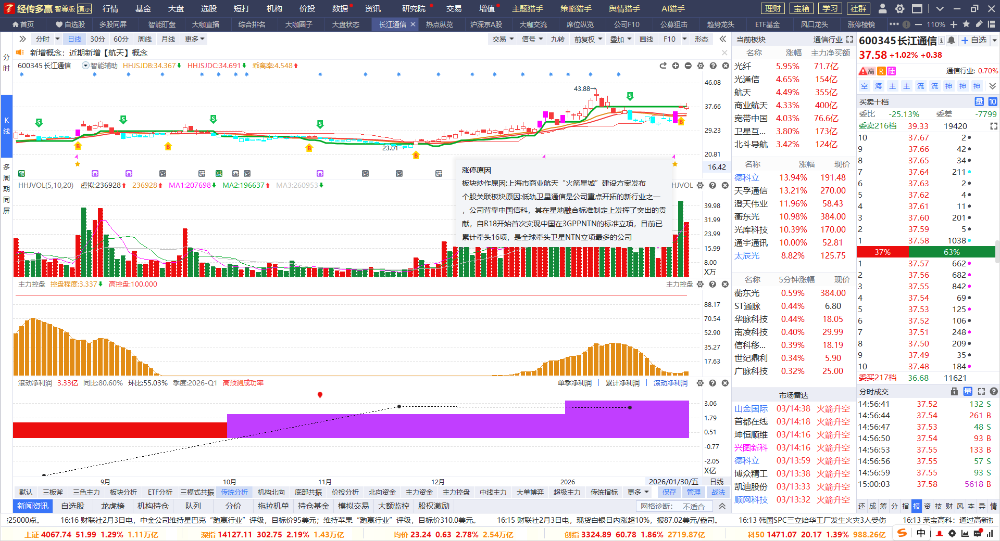 经传多赢 智尊版 演示 行情 基金 大盘 选股 短打 机构 价投 数据 资讯 研究院 交易 增值 主题猎手 策略猎手 舆情猎手 AI猎手 理财 宝箱 学习 社群
首页 自选股 多股同屏 智能盯盘 大咖直播 综合排名 大咖圈子 大盘状态 长江通信 热点纵览 沪深京A股 大咖交流 席位纵览 公司F10 公募狙击 趋势龙头 ETF基金 风口龙头 涨停棱镜 110%
分时 日线 30分 60分 周线 月线 更多 交易 信号 九转 前复权 叠加 画线 F10 形态
分时
K线
多周期同屏
新增概念：近期新增【航天】概念
600345 长江通信 智能辅助 HHJSJDB:34.367 HHJSJDC:34.691 乖离率:4.548
46.08
37.66
29.23
20.81
16.42
43.88
23.01
S S S S S
B B B B B B
预 叠 叠 它 研 减 叠 它 叠 它 它 研
涨停原因
板块炒作原因:上海市商业航天“火箭星城”建设方案发布
个股关联板块原因:低轨卫星通信是公司重点开拓的新行业之一
，公司背靠中国信科，其在星地融合标准制定上发挥了突出的贡
献，自R18开始首次实现中国在3GPPNTN的标准立项，目前已
累计牵头16项，是全球牵头卫星NTN立项最多的公司
HHJVOL(5,10,20) 虚拟:236928 236928 MA1:207698 MA2:196637 MA3:260953 HJVOL
39.98
31.99
23.99
15.99
8.00
X万
主力控盘 控盘程度:3.337 高控盘:100.000 主力控盘
88.17
70.54
52.90
35.27
17.63
滚动净利润 3.33亿 同比:80.60% 环比:55.03% 季度:2026-Q1 高预测成功率 单季净利润 累计净利润 滚动净利润
3.06
1.79
0.51
-0.77
-2.05
X亿
9月 10月 11月 12月 2026 2026/01/30/五 日线
默认 三板斧 三色主力 板块分析 ETF分析 三模式共振 传统分析 机构北向 底部共振 价投分析 北向资金 主力资金 主力控盘 中线主力 大单博弈 超级主力 传统指标 更多 保存 管理 战法
新闻资讯 自选股 龙虎榜 机构持仓 队列 分价 拖拉机单 持仓基金 模拟交易 大额监控 股权激励 网格诊断： 不适合
当前板块 通信行业
名称 涨幅 主力净买额
光纤 5.95% 71.7亿
光通信 4.65% 154亿
航天 4.49% 355亿
商业航天 4.33% 400亿
宽带中国 4.03% 76.6亿
卫星互... 3.80% 173亿
北斗导航 3.42% 124亿
名称 涨幅 现价
德科立 13.94% 191.48
天孚通信 13.21% 270.00
澄天伟业 11.96% 58.43
蘅东光 10.98% 384.00
光库科技 10.39% 170.00
通宇通讯 10.00% 52.81
太辰光 8.82% 125.75
名称 5分钟涨幅 现价
蘅东光 0.59% 384.00
ST通脉 0.44% 6.80
华脉科技 0.44% 18.05
南凌科技 0.40% 29.99
信科移... 0.39% 18.19
世纪鼎利 0.34% 5.90
广脉科技 0.32% 25.00
市场雷达
山金国际 03/14:38 火箭升空
首都在线 03/14:18 火箭升空
坤恒顺维 03/14:16 火箭升空
兴图新科 03/14:16 火箭升空
德科立 03/13:59 火箭升空
博众精工 03/13:38 火箭升空
凯迪股份 03/13:33 火箭升空
顺网科技 03/13:32 火箭升空
600345 长江通信 自选
37.58 +1.02% +0.38
高 R 陆 通信行业: 0.70%
空 海 主 主 流 流 神 神 神
买卖十档 量 10
委比 -25.13% 委差 -7799
委卖216档 39.33 19420
10 37.67 2
9 37.66 42
8 37.65 34
7 37.64 211
6 37.63 2
5 37.62 4
4 37.61 11
3 37.60 201
2 37.59 5
1 37.58 1038
37% 63%
1 37.57 662
2 37.56 682
3 37.55 842
4 37.54 69
5 37.53 125
6 37.52 106
7 37.51 248
8 37.50 209
9 37.49 35
10 37.48 184
委买217档 36.68 11621
分时成交 量
14:56:41 37.52 132 S
14:56:44 37.54 261 B
14:56:47 37.53 48 S
14:56:50 37.54 93 B
14:56:53 37.55 133 B
14:56:56 37.55 57 S
14:56:59 37.55 93 S
15:00:03 37.58 5618 B
还 成 筹 分 指 报 资 技 财 风 本 异 情
25000点。 16:16 财联社2月3日电，中金公司维持星巴克“跑赢行业”评级，目标价95美元；维持苹果“跑赢行业”评级，目标价310.0美元。 16:15 财联社2月3日电，现货白银日内涨超10%，报87.02美元/盎司。 16:13 韩国SPC三立始华工厂发生火灾3人受伤 16:13 莱宝高科：通过高新技
上证 4067.74 51.99 1.29% 1.11万亿 深指 14127.11 302.75 2.19% 1.43万亿 均价 23.24 0.63 2.78% 2.54万亿 创指 3324.89 60.78 1.86% 2719.87亿 科50 1471.07 20.17 1.39% 988.26亿 中